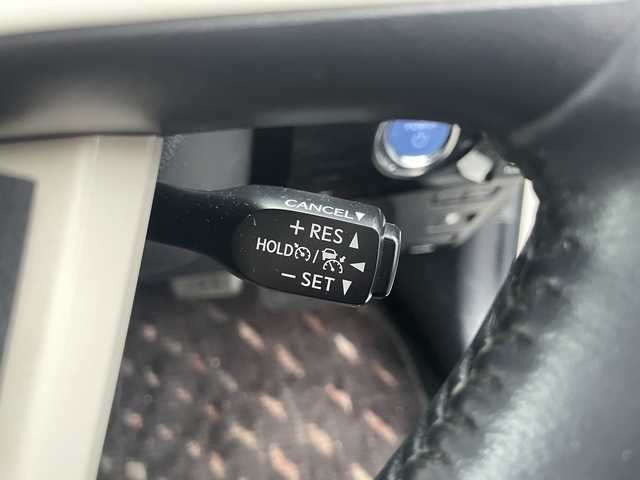 CANCEL▼
+ RES ▲
HOLD / ◀
− SET ▼